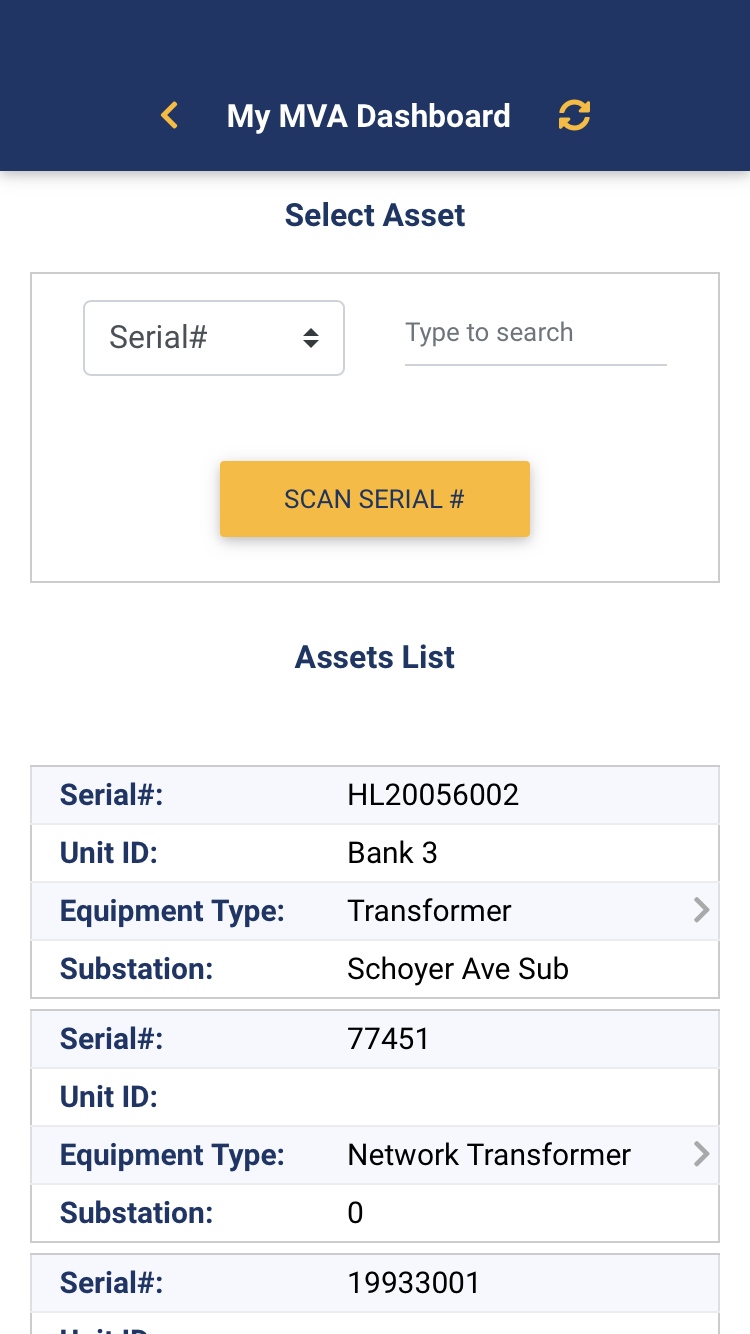 My MVA Dashboard
Select Asset
Serial# Type to search
SCAN SERIAL #
Assets List
Serial#: HL20056002
Unit ID: Bank 3
Equipment Type: Transformer
Substation: Schoyer Ave Sub
Serial#: 77451
Unit ID:
Equipment Type: Network Transformer
Substation: 0
Serial#: 19933001
Unit ID: